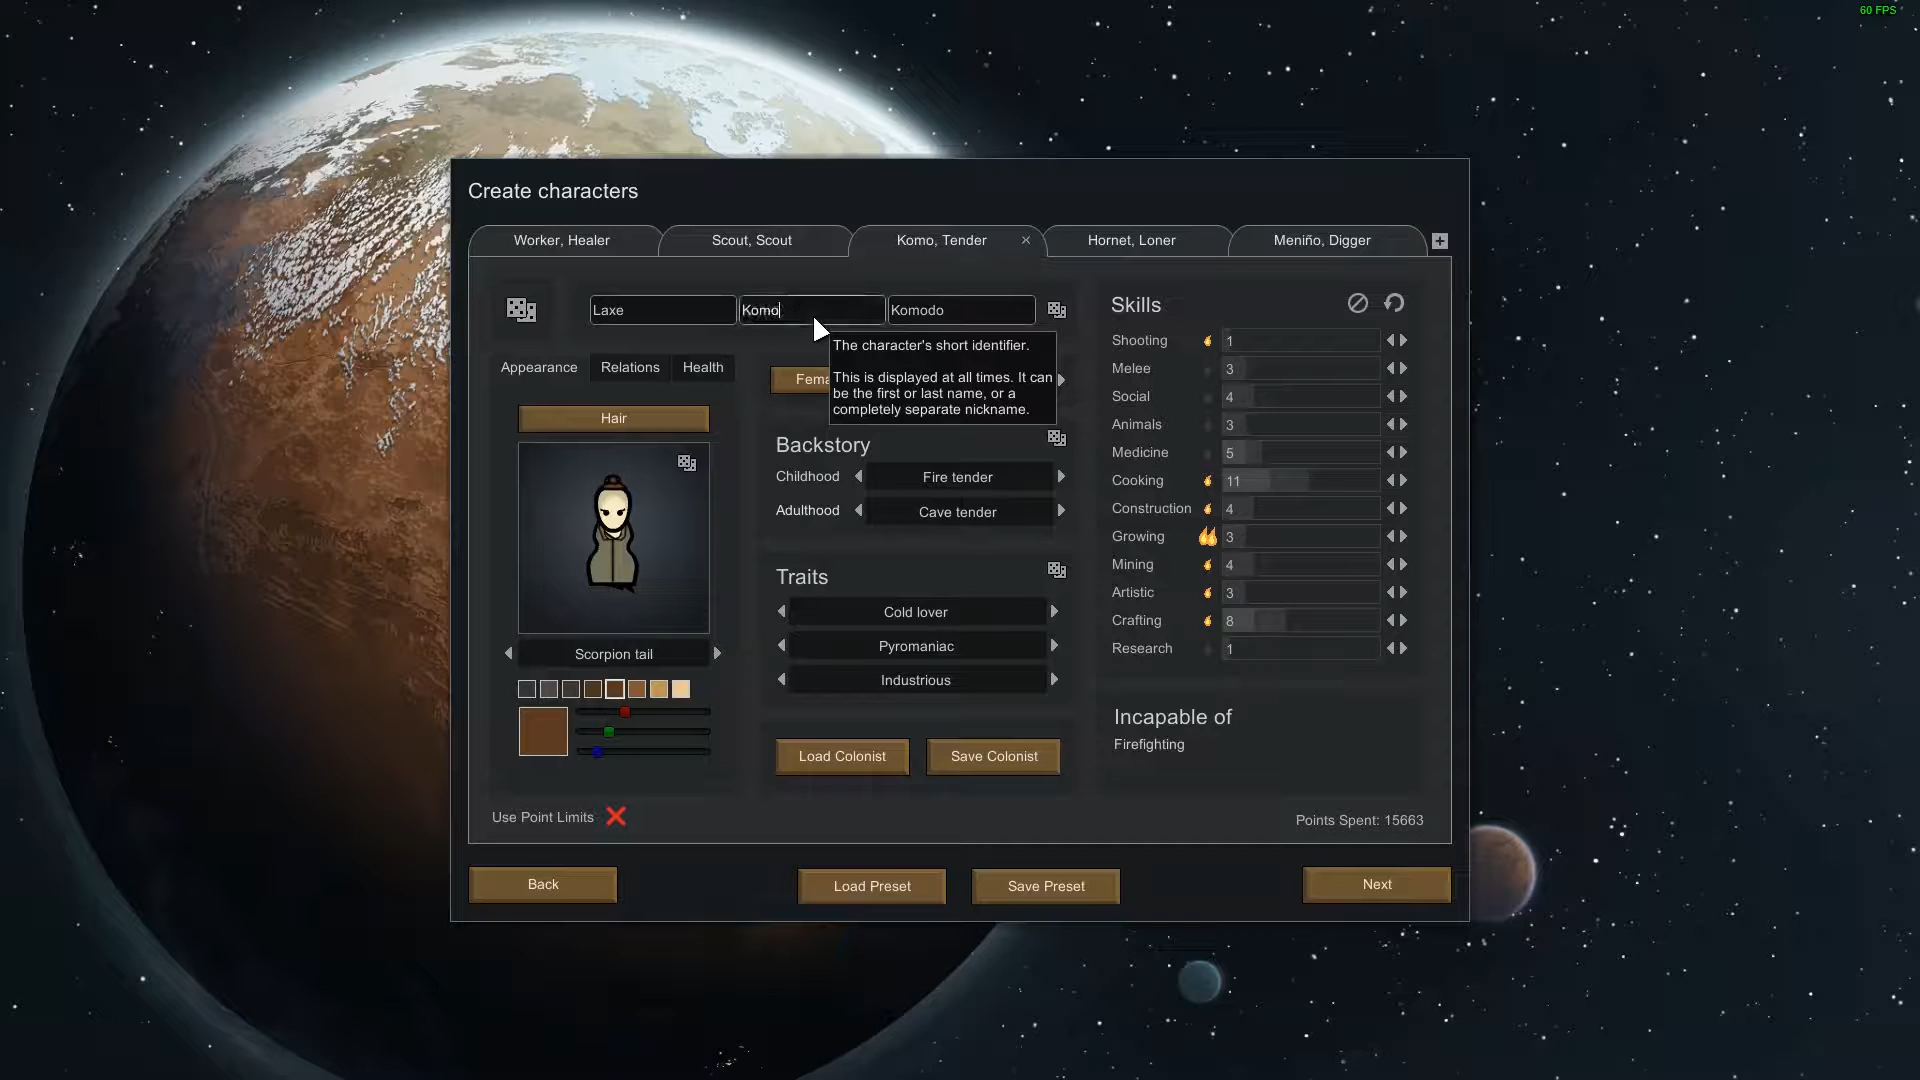 60 FPS
Create characters
Worker, Healer
Scout, Scout
Komo, Tender
Hornet, Loner
Meniño, Digger
Laxe
Komo
Komodo
The character's short identifier.
This is displayed at all times. It can
be the first or last name, or a
completely separate nickname.
Appearance
Relations
Health
Fema
Hair
Scorpion tail
Backstory
Childhood
Fire tender
Adulthood
Cave tender
Traits
Cold lover
Pyromaniac
Industrious
Load Colonist
Save Colonist
Skills
Shooting 1
Melee 3
Social 4
Animals 3
Medicine 5
Cooking 11
Construction 4
Growing 3
Mining 4
Artistic 3
Crafting 8
Research 1
Incapable of
Firefighting
Use Point Limits
Points Spent: 15663
Back
Load Preset
Save Preset
Next